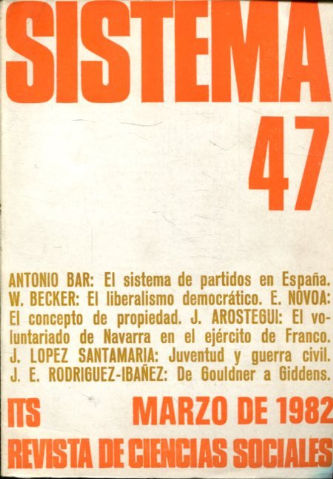 SISTEMA
47
ANTONIO BAR: El sistema de partidos en España.
W. BECKER: El liberalismo democrático. E. NOVOA:
El concepto de propiedad. J. AROSTEGUI: El vo-
luntariado de Navarra en el ejército de Franco.
J. LOPEZ SANTAMARIA: Juventud y guerra civil.
J. E. RODRIGUEZ-IBAÑEZ: De Gouldner a Giddens.
ITS MARZO DE 1982
REVISTA DE CIENCIAS SOCIALES